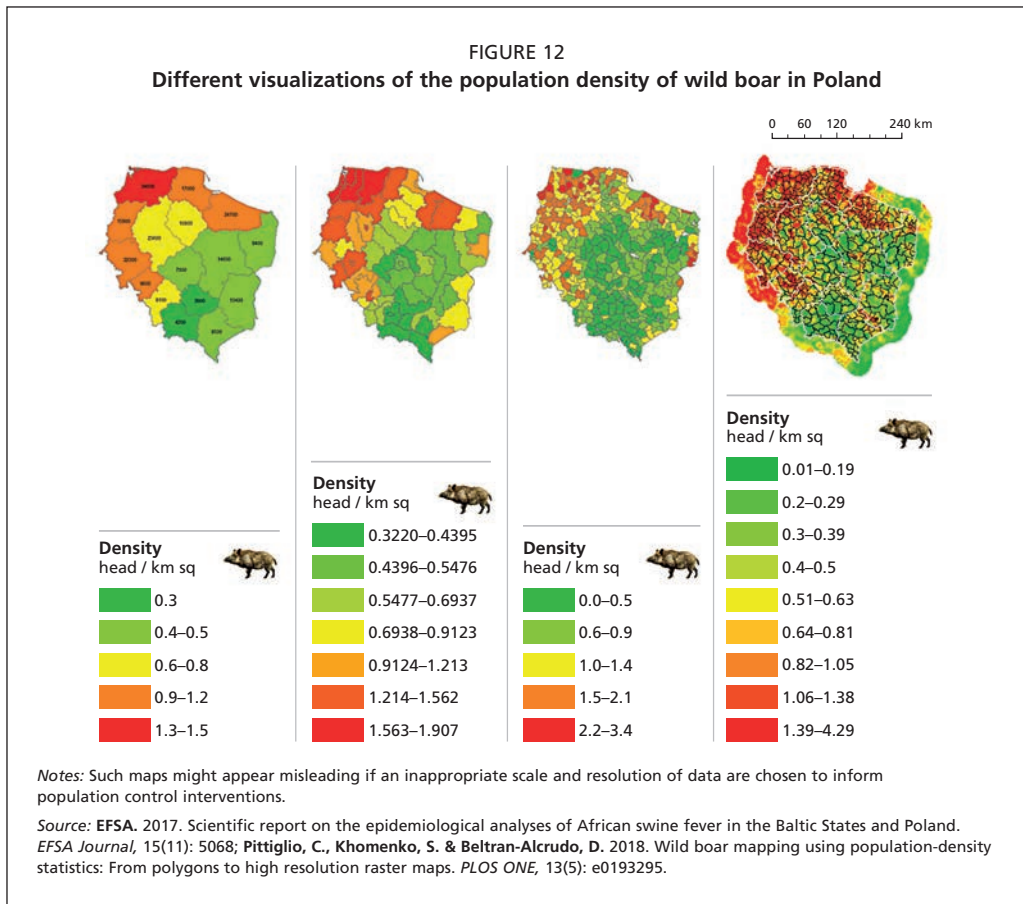 FIGURE 12
Different visualizations of the population density of wild boar in Poland
0 60 120 240 km
Density
head / km sq
0.3
0.4–0.5
0.6–0.8
0.9–1.2
1.3–1.5
Density
head / km sq
0.3220–0.4395
0.4396–0.5476
0.5477–0.6937
0.6938–0.9123
0.9124–1.213
1.214–1.562
1.563–1.907
Density
head / km sq
0.0–0.5
0.6–0.9
1.0–1.4
1.5–2.1
2.2–3.4
Density
head / km sq
0.01–0.19
0.2–0.29
0.3–0.39
0.4–0.5
0.51–0.63
0.64–0.81
0.82–1.05
1.06–1.38
1.39–4.29
Notes: Such maps might appear misleading if an inappropriate scale and resolution of data are chosen to inform
population control interventions.
Source: EFSA. 2017. Scientific report on the epidemiological analyses of African swine fever in the Baltic States and Poland.
EFSA Journal, 15(11): 5068; Pittiglio, C., Khomenko, S. & Beltran-Alcrudo, D. 2018. Wild boar mapping using population-density
statistics: From polygons to high resolution raster maps. PLOS ONE, 13(5): e0193295.